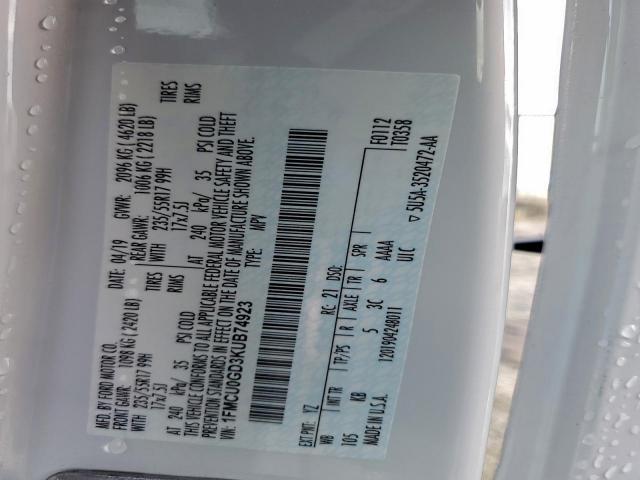 MFD. BY FORD MOTOR CO.
DATE: 04/19 GVWR: 2096 KG ( 4620 LB)
FRONT GAWR: 1098 KG ( 2420 LB) REAR GAWR: 1006 KG ( 2218 LB)
WITH 235/55R17 99H TIRES WITH 235/55R17 99H TIRES
17x7.5J RIMS 17x7.5J RIMS
AT 240 kPa/ 35 PSI COLD AT 240 kPa/ 35 PSI COLD
THIS VEHICLE CONFORMS TO ALL APPLICABLE FEDERAL MOTOR VEHICLE SAFETY AND THEFT
PREVENTION STANDARDS IN EFFECT ON THE DATE OF MANUFACTURE SHOWN ABOVE.
VIN: 1FMCU0GD3KUB74923 TYPE: MPV
EXT PNT: YZ RC: 21 DSO: F0112
WB INT TR TP/PS R AXLE TR SPR T0358
105 KB 5 3C 6 AAAA
MADE IN U.S.A. 120190424B011 UIC 5U5A-3520472-AA